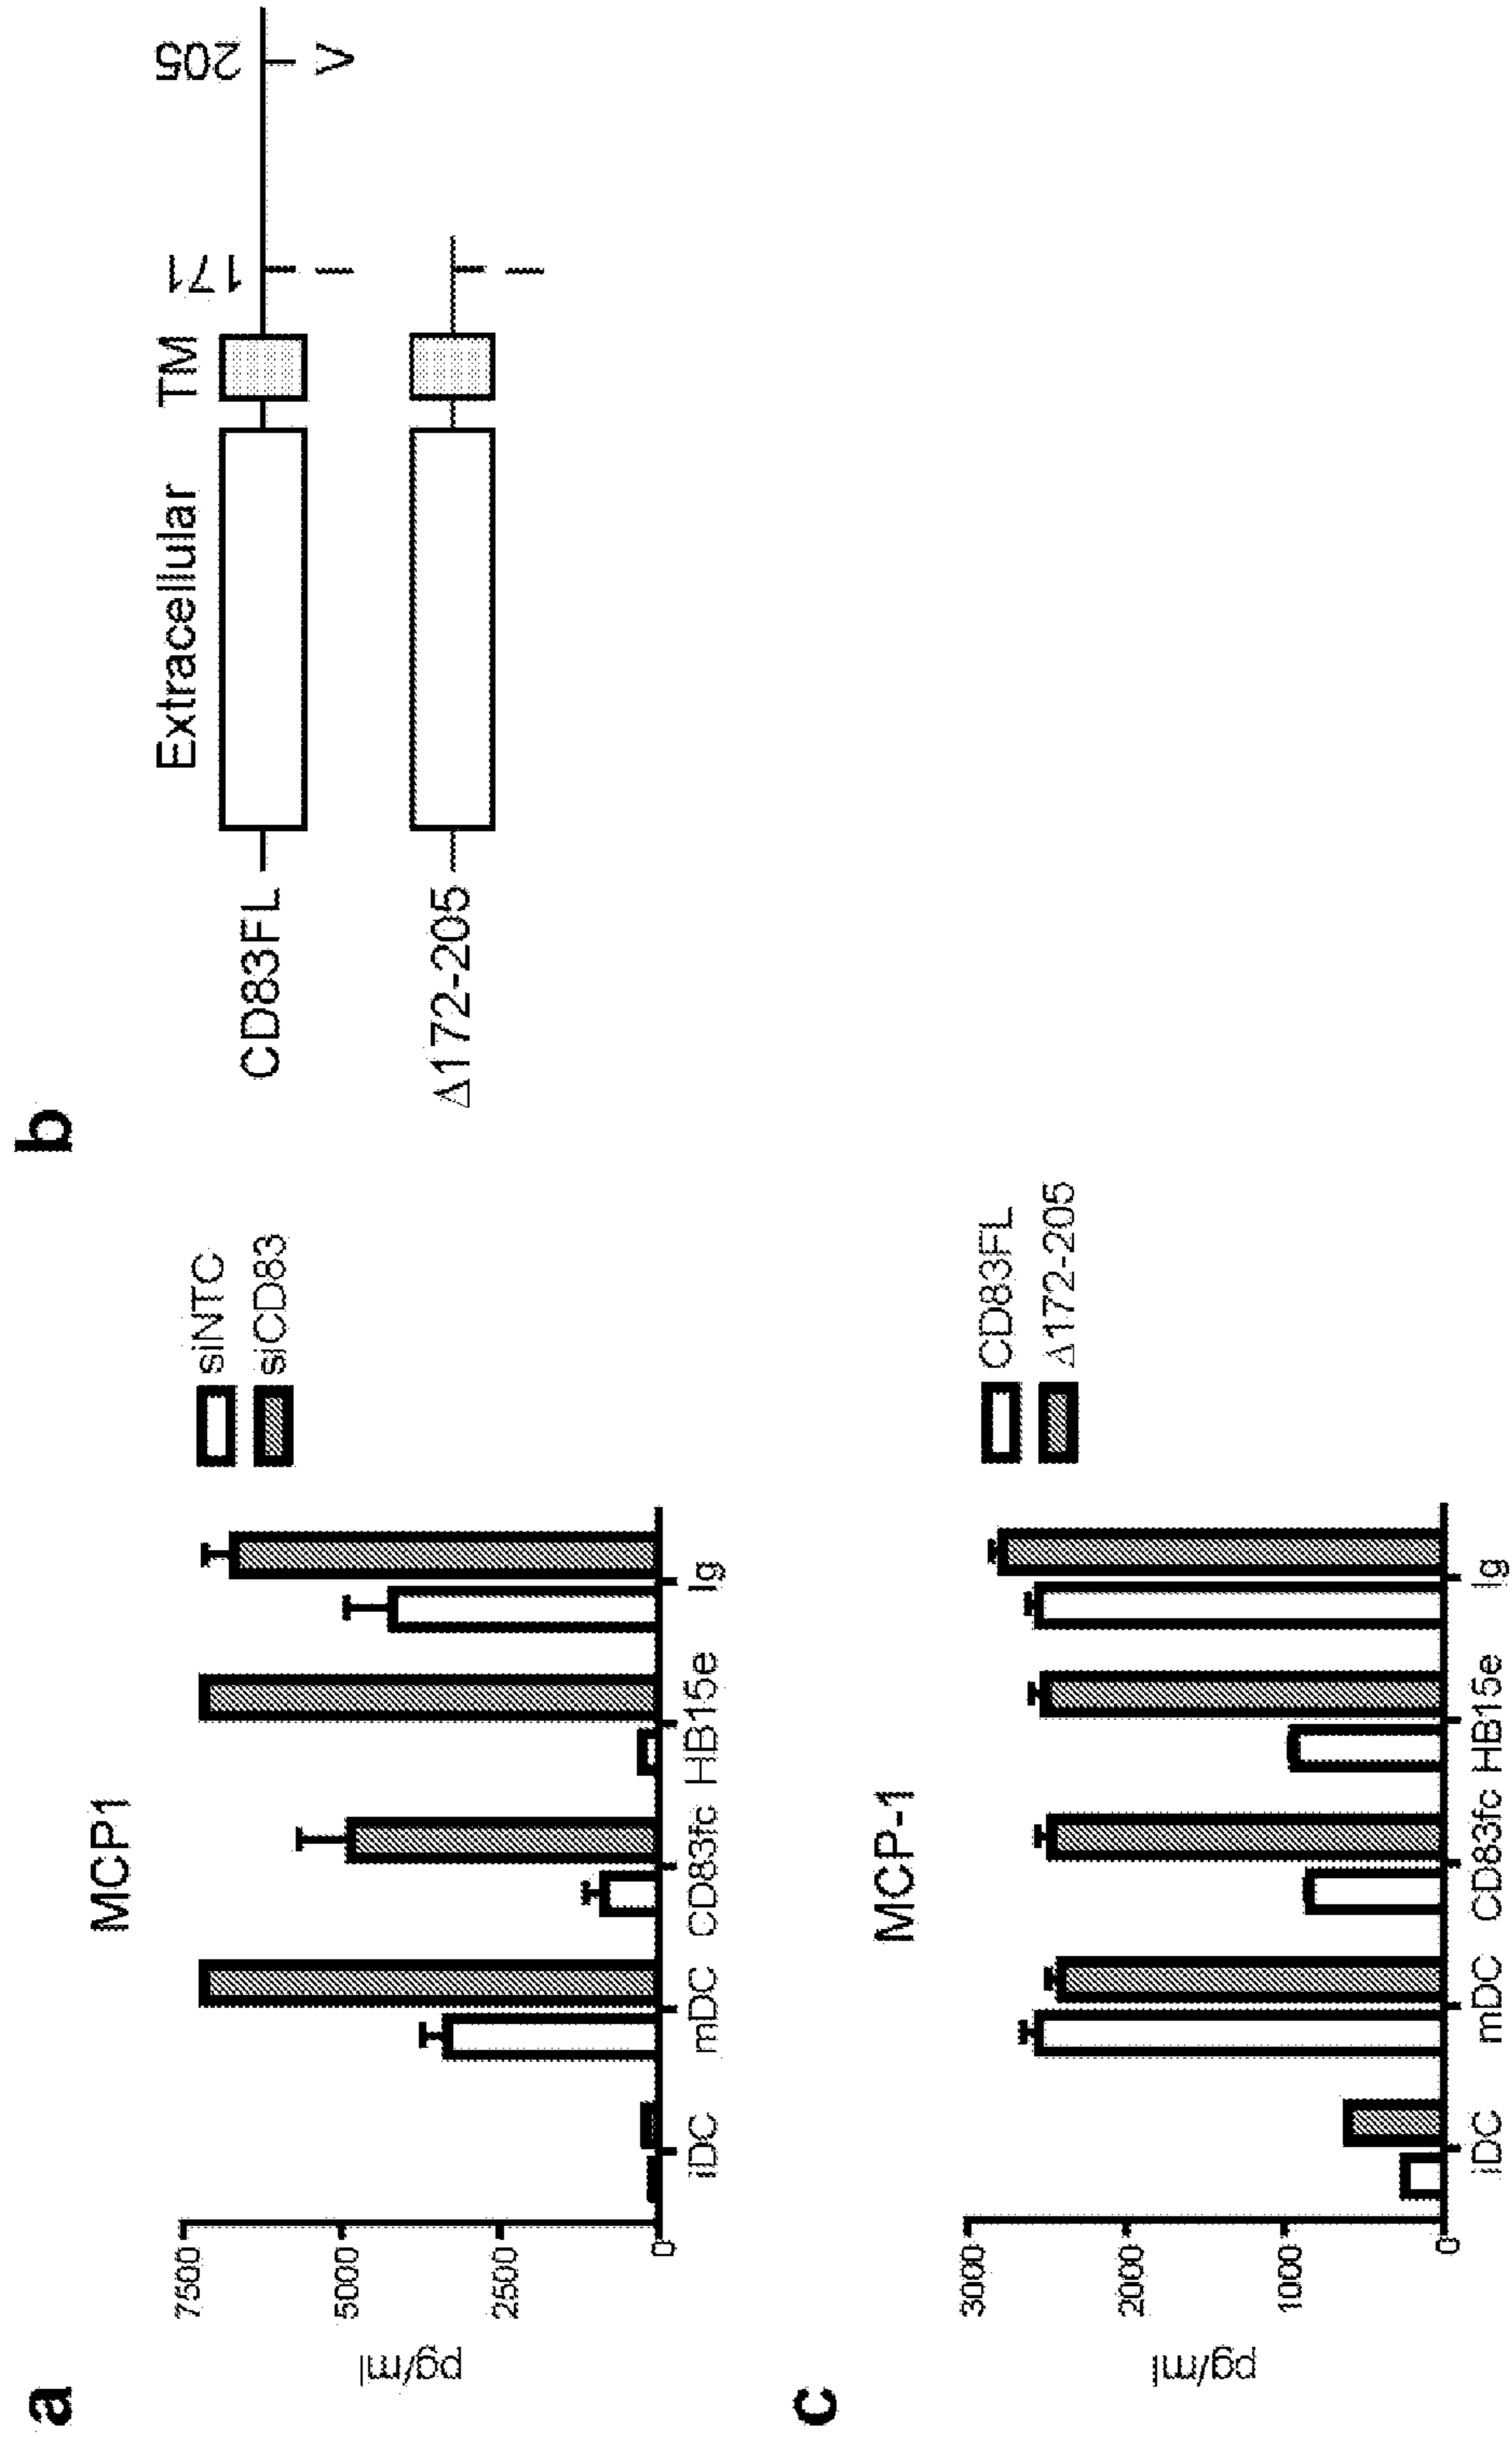 a
MCP1
pg/ml
7500
5000
2500
0
iDC mDC CD83fc HB15e Ig
siNTC
siCD83
b
Extracellular TM 171 205
CD83FL
I V
Δ172-205
I
c
MCP-1
pg/ml
3000
2000
1000
0
iDC mDC CD83fc HB15e Ig
CD83FL
Δ172-205